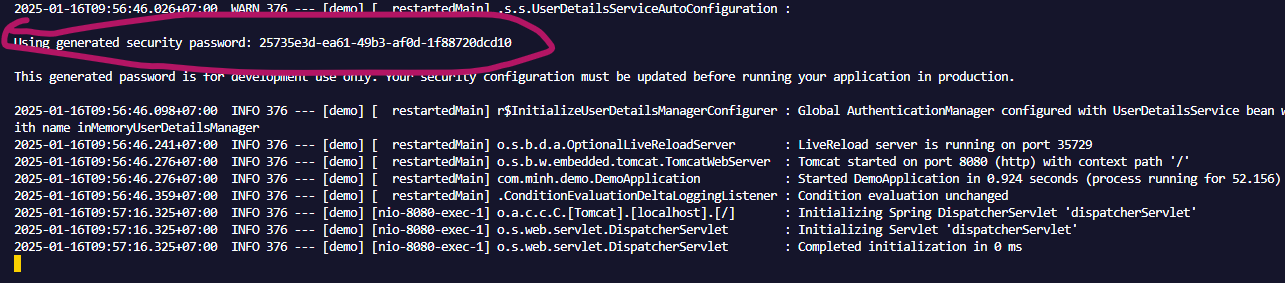 2025-01-16T09:56:46.026+07:00  WARN 376 --- [demo] [  restartedMain] .s.s.UserDetailsServiceAutoConfiguration :
Using generated security password: 25735e3d-ea61-49b3-af0d-1f88720dcd10
This generated password is for development use only. Your security configuration must be updated before running your application in production.
2025-01-16T09:56:46.098+07:00  INFO 376 --- [demo] [  restartedMain] r$InitializeUserDetailsManagerConfigurer : Global AuthenticationManager configured with UserDetailsService bean w
ith name inMemoryUserDetailsManager
2025-01-16T09:56:46.241+07:00  INFO 376 --- [demo] [  restartedMain] o.s.b.d.a.OptionalLiveReloadServer       : LiveReload server is running on port 35729
2025-01-16T09:56:46.276+07:00  INFO 376 --- [demo] [  restartedMain] o.s.b.w.embedded.tomcat.TomcatWebServer  : Tomcat started on port 8080 (http) with context path '/'
2025-01-16T09:56:46.276+07:00  INFO 376 --- [demo] [  restartedMain] com.minh.demo.DemoApplication            : Started DemoApplication in 0.924 seconds (process running for 52.156)
2025-01-16T09:56:46.359+07:00  INFO 376 --- [demo] [  restartedMain] .ConditionEvaluationDeltaLoggingListener : Condition evaluation unchanged
2025-01-16T09:57:16.325+07:00  INFO 376 --- [demo] [nio-8080-exec-1] o.a.c.c.C.[Tomcat].[localhost].[/]       : Initializing Spring DispatcherServlet 'dispatcherServlet'
2025-01-16T09:57:16.325+07:00  INFO 376 --- [demo] [nio-8080-exec-1] o.s.web.servlet.DispatcherServlet        : Initializing Servlet 'dispatcherServlet'
2025-01-16T09:57:16.325+07:00  INFO 376 --- [demo] [nio-8080-exec-1] o.s.web.servlet.DispatcherServlet        : Completed initialization in 0 ms